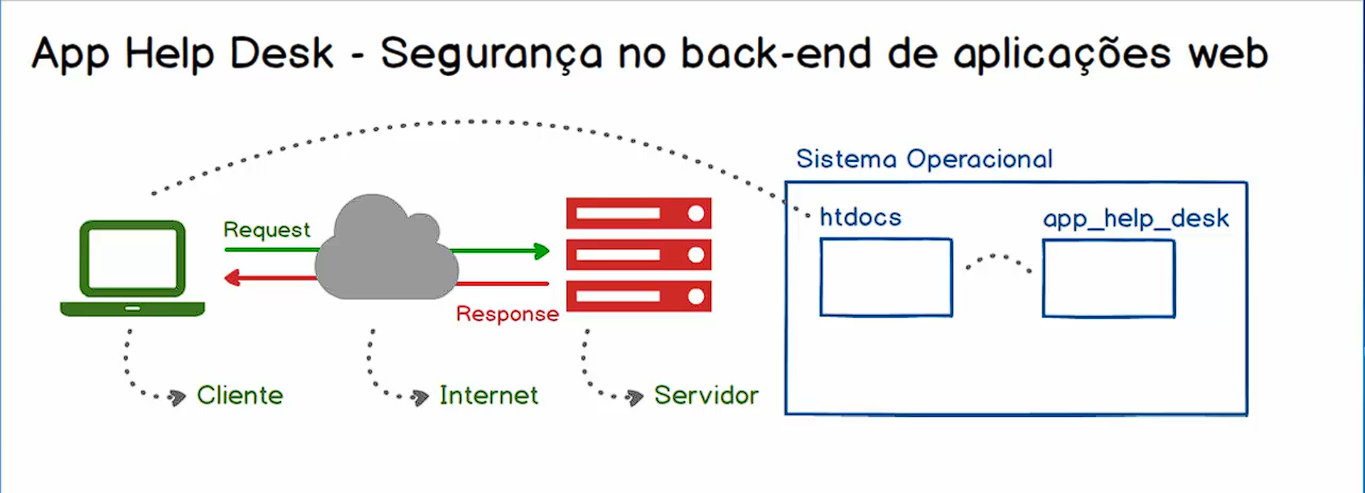 App Help Desk - Segurança no back-end de aplicações web
Sistema Operacional
htdocs
app_help_desk
Request
Response
Cliente
Internet
Servidor